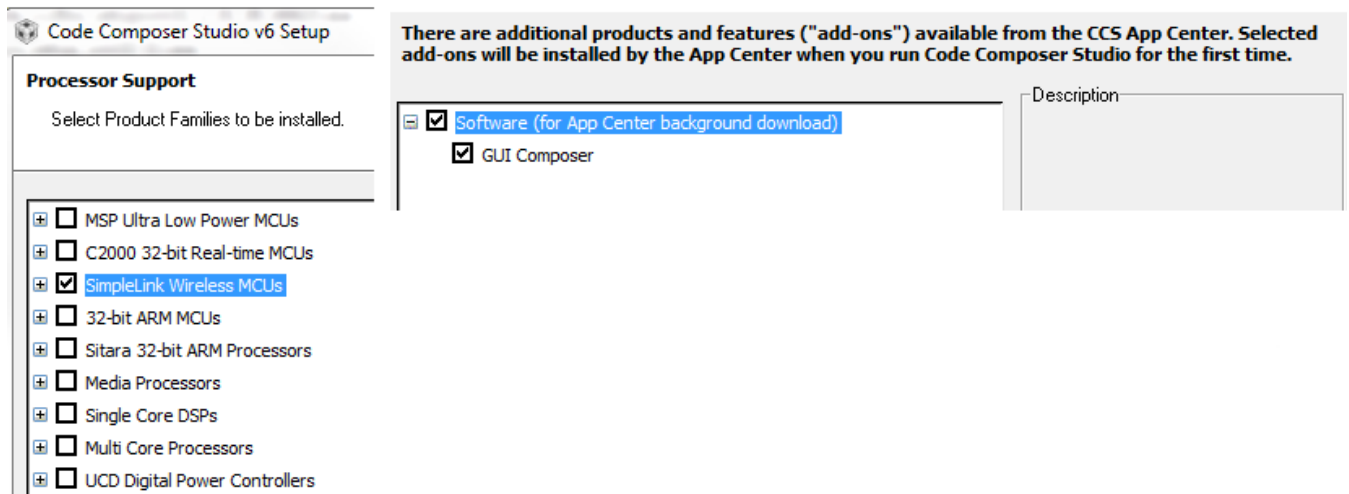 Code Composer Studio v6 Setup
Processor Support
Select Product Families to be installed.
MSP Ultra Low Power MCUs
C2000 32-bit Real-time MCUs
SimpleLink Wireless MCUs
32-bit ARM MCUs
Sitara 32-bit ARM Processors
Media Processors
Single Core DSPs
Multi Core Processors
UCD Digital Power Controllers
There are additional products and features ("add-ons") available from the CCS App Center. Selected
add-ons will be installed by the App Center when you run Code Composer Studio for the first time.
Software (for App Center background download)
GUI Composer
Description